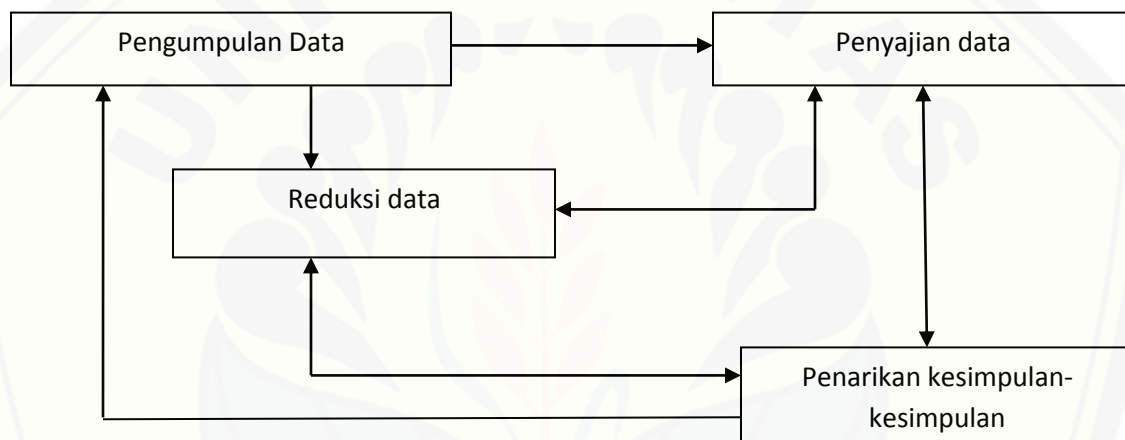 Pengumpulan Data
Penyajian data
Reduksi data
Penarikan kesimpulan-
kesimpulan